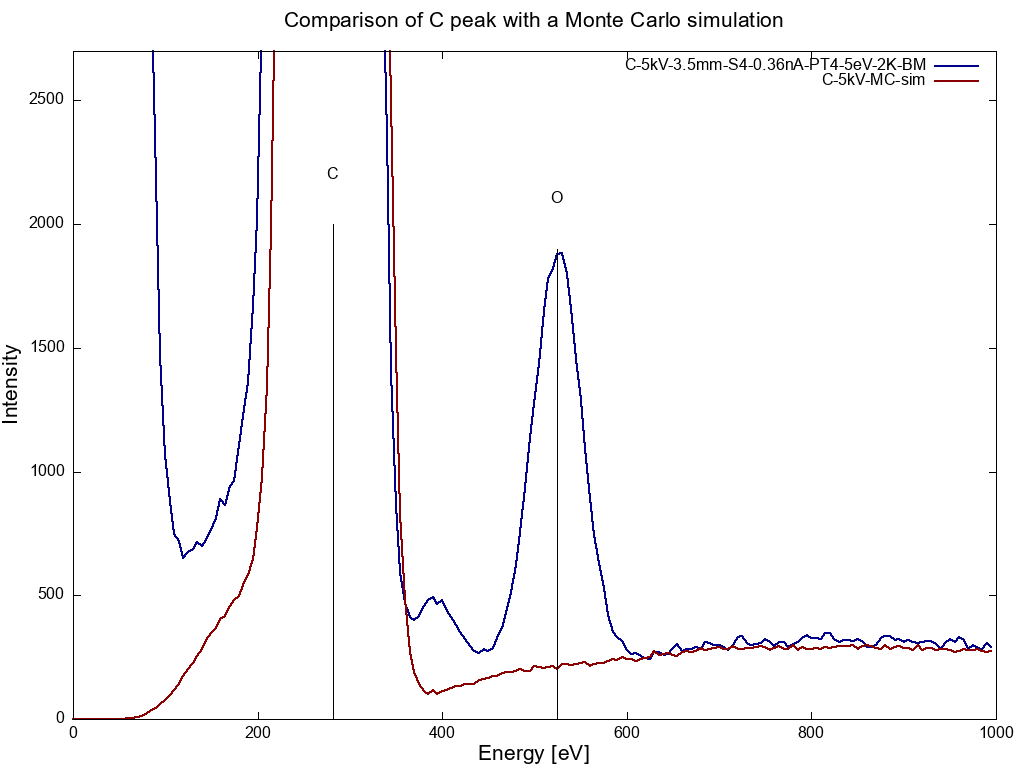 Comparison of C peak with a Monte Carlo simulation
C-5kV-3.5mm-S4-0.36nA-PT4-5eV-2K-BM
C-5kV-MC-sim
2500
2000
1500
1000
500
0
Intensity
C
O
0 200 400 600 800 1000
Energy [eV]